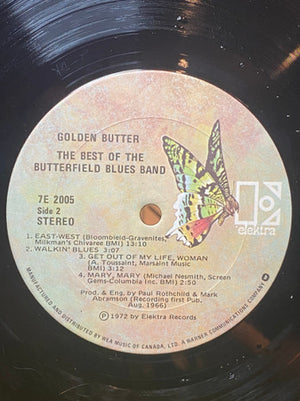 GOLDEN BUTTER
THE BEST OF THE
BUTTERFIELD BLUES BAND
7E 2005
Side 2
STEREO
elektra
1. EAST-WEST (Bloombield-Gravenites,
Milkman's Chivaree BMI) 13:10
2. WALKIN' BLUES 3:07
3. GET OUT OF MY LIFE, WOMAN
(A. Toussaint, Marsaint Music
BMI) 3:12
4. MARY, MARY (Michael Nesmith, Screen
Gems-Columbia Inc. BMI) 2:50
Prod. & Eng. by Paul Rothchild & Mark
Abramson (Recording first Pub.
Aug. 1966)
℗ 1972 by Elektra Records
MANUFACTURED AND DISTRIBUTED BY WEA MUSIC OF CANADA, LTD. A WARNER COMMUNICATIONS COMPANY